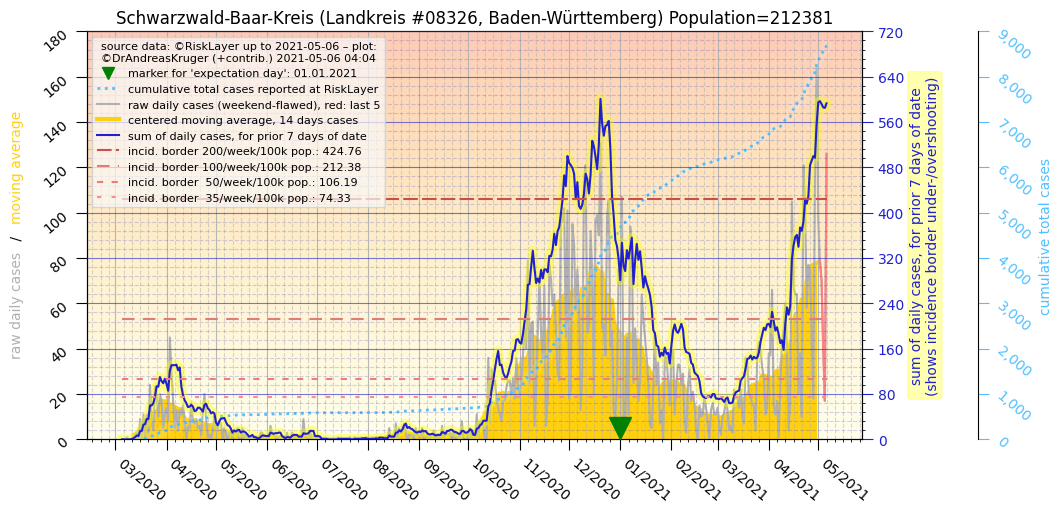 Schwarzwald-Baar-Kreis (Landkreis #08326, Baden-Württemberg) Population=212381
source data: ©RiskLayer up to 2021-05-06 – plot:
©DrAndreasKruger (+contrib.) 2021-05-06 04:04
marker for 'expectation day': 01.01.2021
cumulative total cases reported at RiskLayer
raw daily cases (weekend-flawed), red: last 5
centered moving average, 14 days cases
sum of daily cases, for prior 7 days of date
incid. border 200/week/100k pop.: 424.76
incid. border 100/week/100k pop.: 212.38
incid. border  50/week/100k pop.: 106.19
incid. border  35/week/100k pop.: 74.33
raw daily cases / moving average
180
160
140
120
100
80
60
40
20
0
03/2020
04/2020
05/2020
06/2020
07/2020
08/2020
09/2020
10/2020
11/2020
12/2020
01/2021
02/2021
03/2021
04/2021
05/2021
720
640
560
480
400
320
240
160
80
0
sum of daily cases, for prior 7 days of date
(shows incidence border under-/overshooting)
9,000
8,000
7,000
6,000
5,000
4,000
3,000
2,000
1,000
0
cumulative total cases